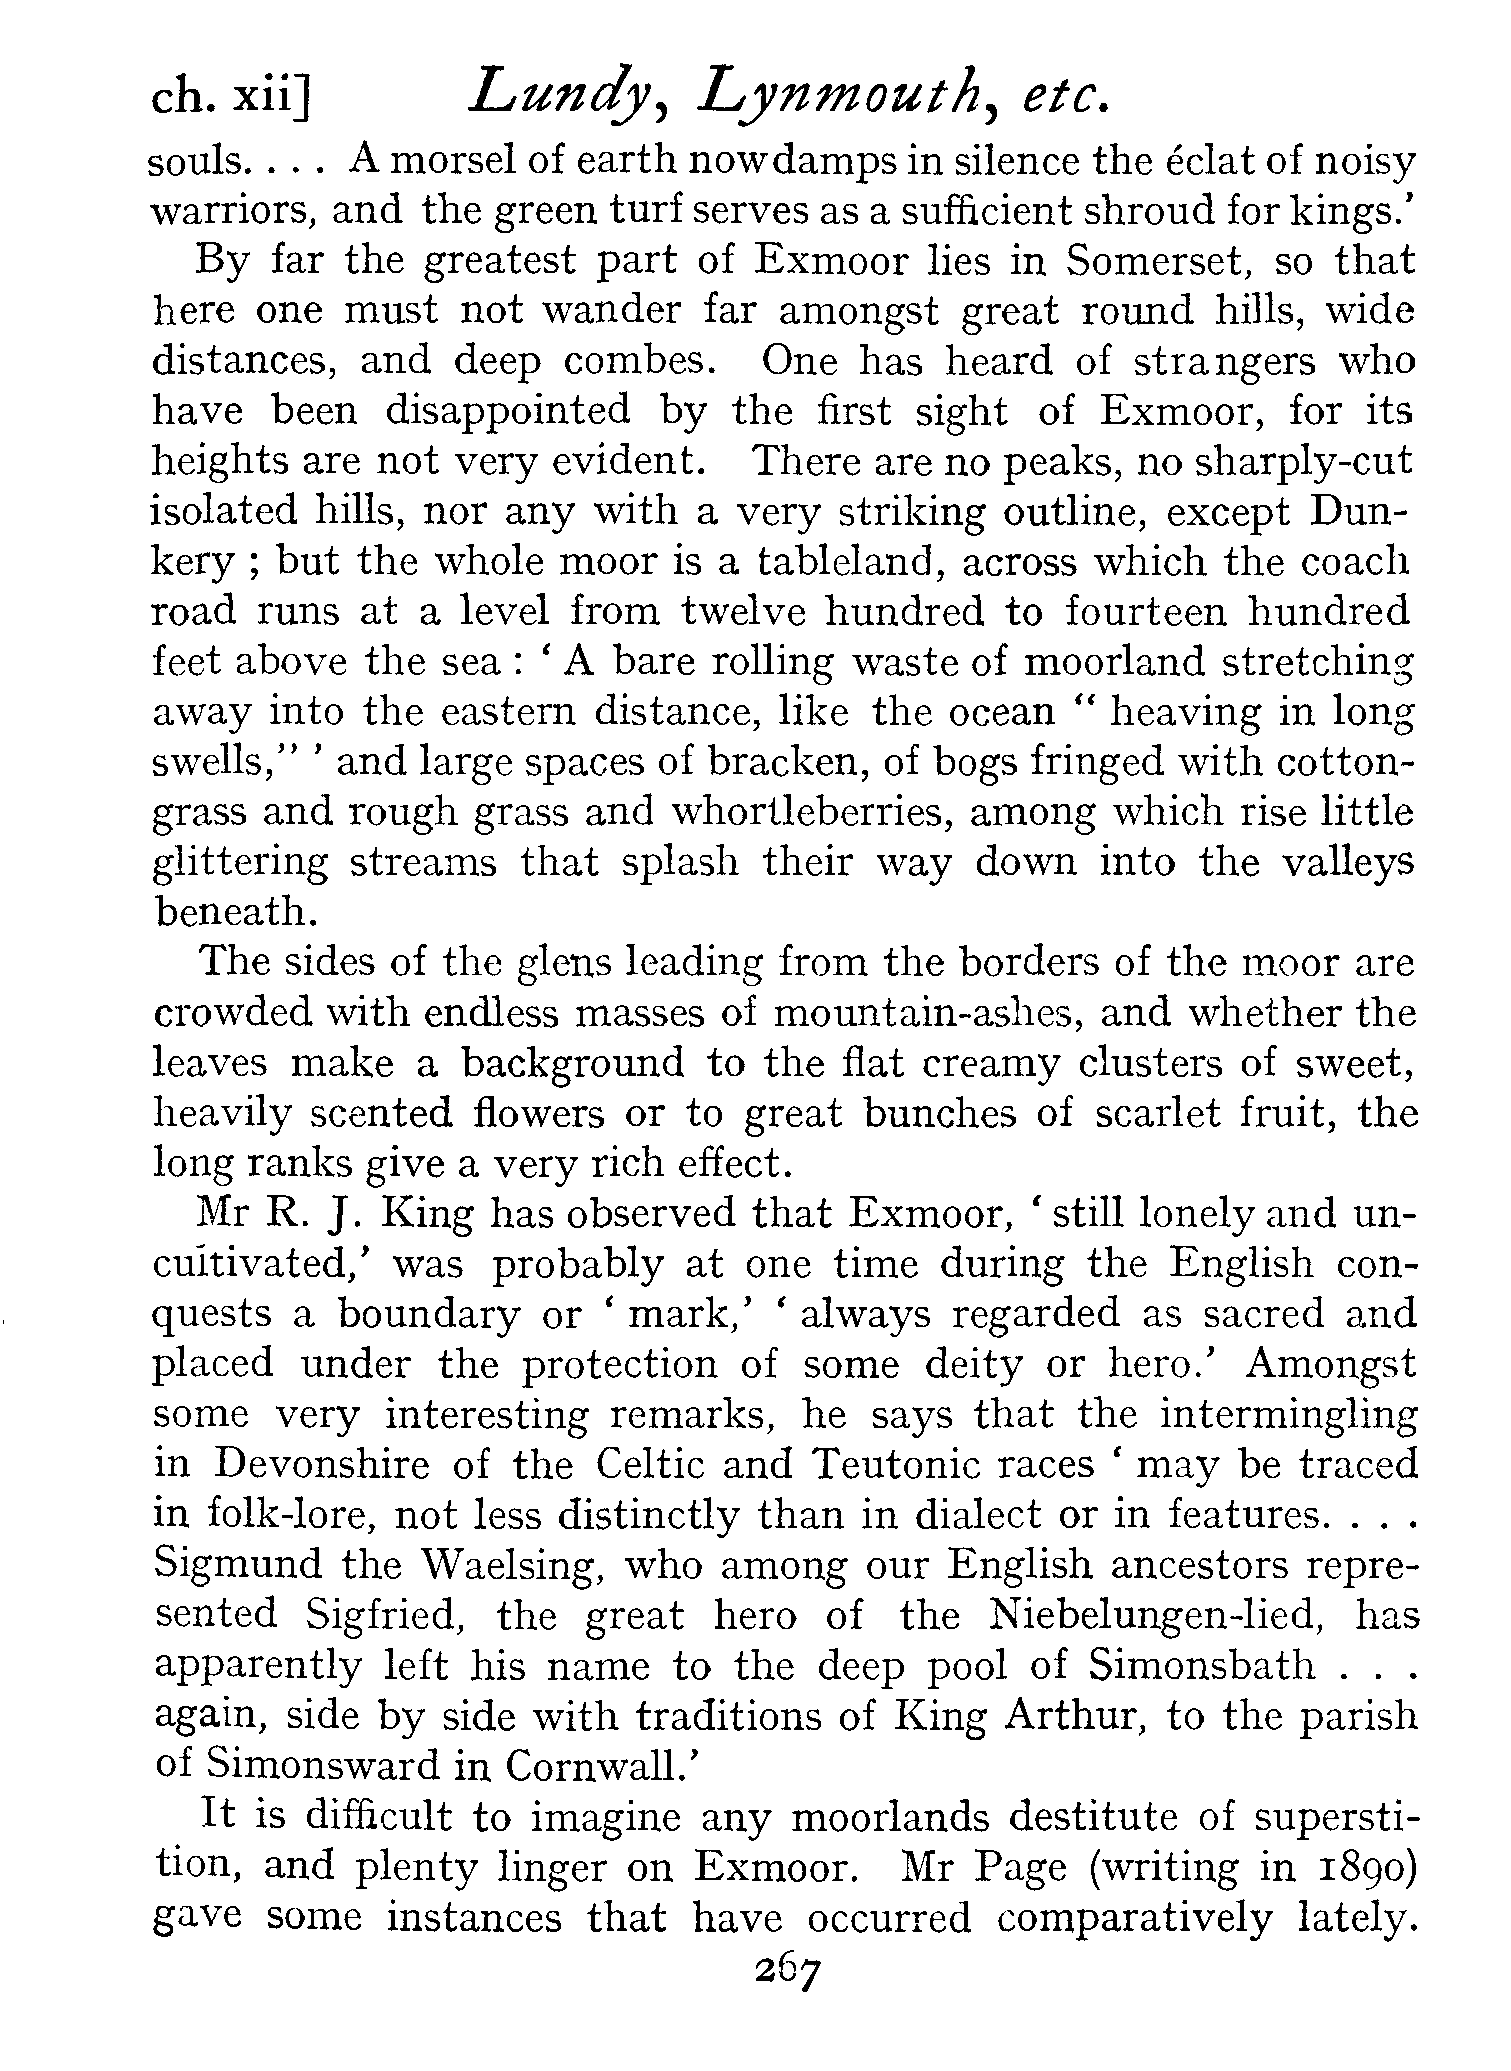 ch. xii] Lundy, Lynmouth, etc.
souls. . . . A morsel of earth now damps in silence the éclat of noisy
warriors, and the green turf serves as a sufficient shroud for kings.'
By far the greatest part of Exmoor lies in Somerset, so that
here one must not wander far amongst great round hills, wide
distances, and deep combes. One has heard of strangers who
have been disappointed by the first sight of Exmoor, for its
heights are not very evident. There are no peaks, no sharply-cut
isolated hills, nor any with a very striking outline, except Dun-
kery ; but the whole moor is a tableland, across which the coach
road runs at a level from twelve hundred to fourteen hundred
feet above the sea : ' A bare rolling waste of moorland stretching
away into the eastern distance, like the ocean " heaving in long
swells," ' and large spaces of bracken, of bogs fringed with cotton-
grass and rough grass and whortleberries, among which rise little
glittering streams that splash their way down into the valleys
beneath.
The sides of the glens leading from the borders of the moor are
crowded with endless masses of mountain-ashes, and whether the
leaves make a background to the flat creamy clusters of sweet,
heavily scented flowers or to great bunches of scarlet fruit, the
long ranks give a very rich effect.
Mr R. J. King has observed that Exmoor, ' still lonely and un-
cultivated,' was probably at one time during the English con-
quests a boundary or ' mark,' ' always regarded as sacred and
placed under the protection of some deity or hero.' Amongst
some very interesting remarks, he says that the intermingling
in Devonshire of the Celtic and Teutonic races ' may be traced
in folk-lore, not less distinctly than in dialect or in features. . . .
Sigmund the Waelsing, who among our English ancestors repre-
sented Sigfried, the great hero of the Niebelungen-lied, has
apparently left his name to the deep pool of Simonsbath . . .
again, side by side with traditions of King Arthur, to the parish
of Simonsward in Cornwall.'
It is difficult to imagine any moorlands destitute of supersti-
tion, and plenty linger on Exmoor. Mr Page (writing in 1890)
gave some instances that have occurred comparatively lately.
267